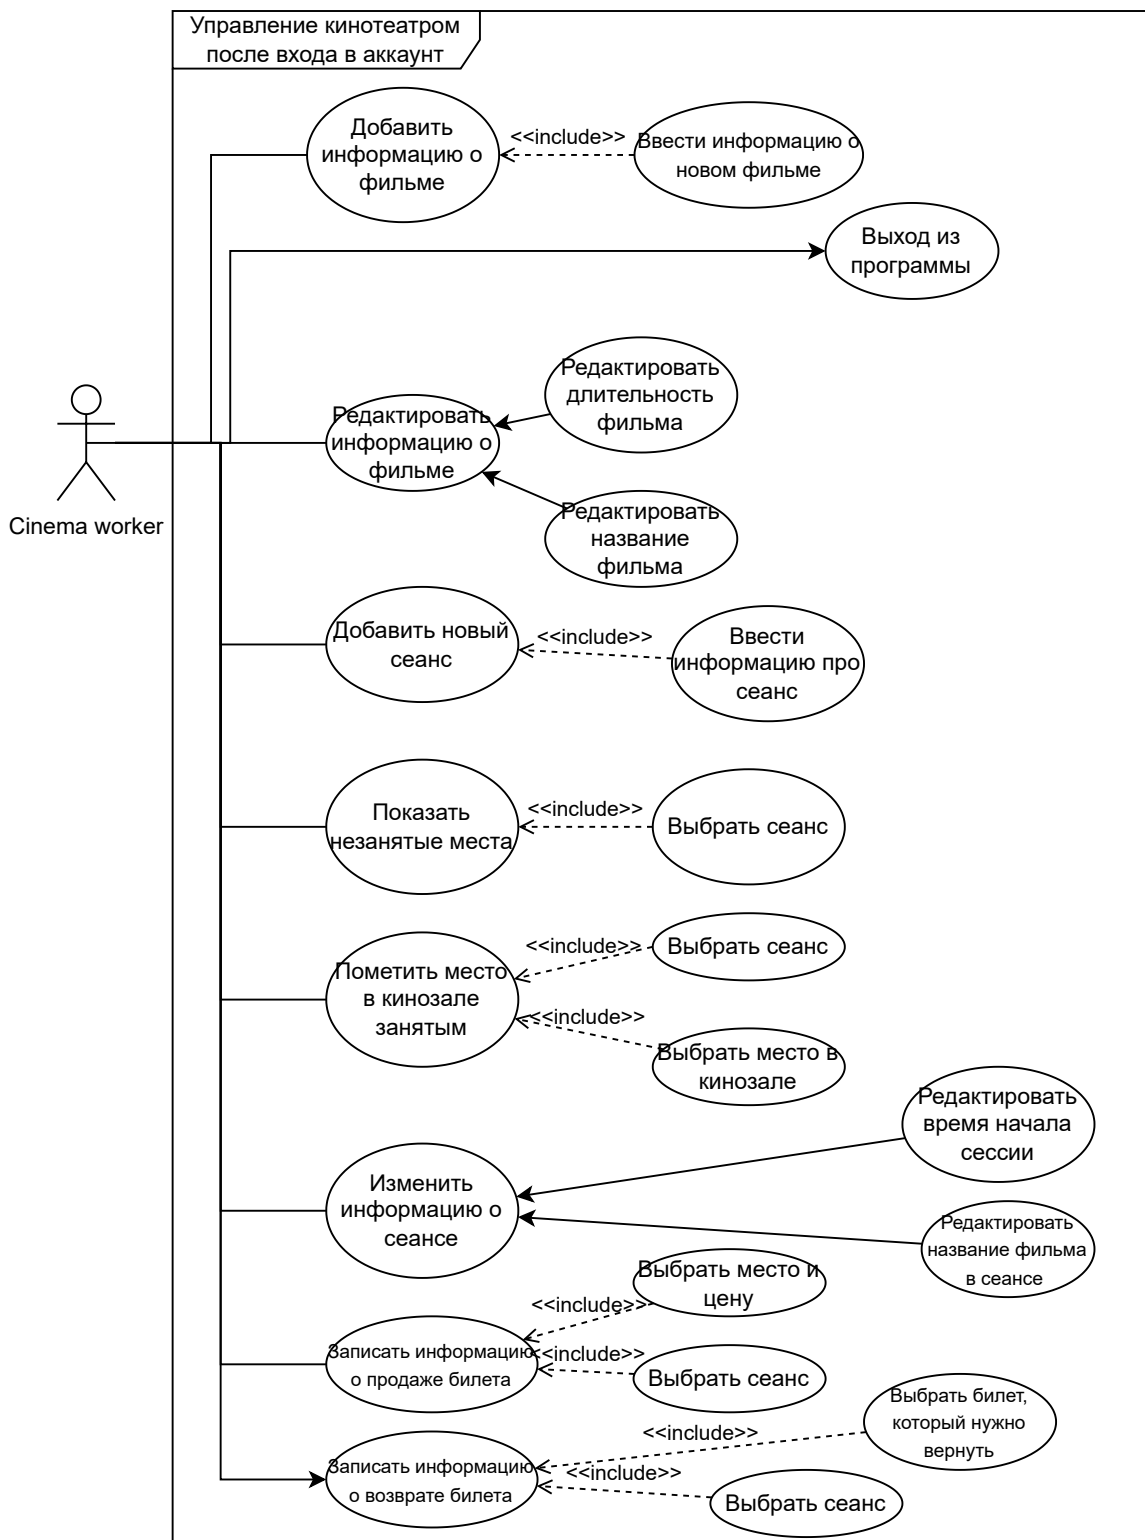 Управление кинотеатром
после входа в аккаунт
Добавить
информацию о
фильме
<<include>>
Ввести информацию о
новом фильме
Выход из
программы
Редактировать
длительность
фильма
Редактировать
информацию о
фильме
Cinema worker
Редактировать
название
фильма
Добавить новый
сеанс
<<include>>
Ввести
информацию про
сеанс
Показать
незанятые места
<<include>>
Выбрать сеанс
Пометить место
в кинозале
занятым
<<include>>
Выбрать сеанс
<<include>>
Выбрать место в
кинозале
Редактировать
время начала
сессии
Изменить
информацию о
сеансе
Редактировать
название фильма
в сеансе
Выбрать место и
цену
<<include>>
Записать информацию
о продаже билета
<<include>>
Выбрать сеанс
Выбрать билет,
который нужно
вернуть
<<include>>
Записать информацию
о возврате билета
<<include>>
Выбрать сеанс